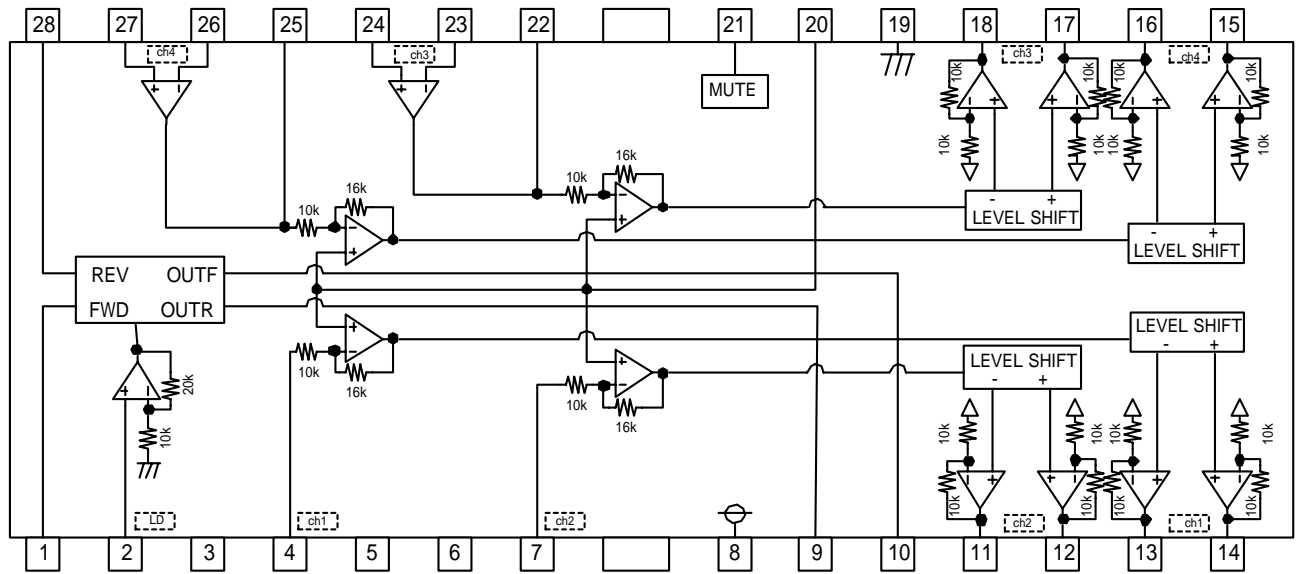 28 27 26 25 24 23 22 21 20 19 18 17 16 15
ch4 ch3 ch3 ch4
MUTE
10k 10k 10k 10k
10k 10k 10k 10k
16k
10k
16k
10k
- +
LEVEL SHIFT
- +
LEVEL SHIFT
REV OUTF
FWD OUTR
+ -
20k
10k
10k
16k
10k
16k
LEVEL SHIFT
- +
LEVEL SHIFT
- +
10k 10k 10k 10k
10k 10k 10k 10k
LD ch1 ch2 ch2 ch1
1 2 3 4 5 6 7 8 9 10 11 12 13 14